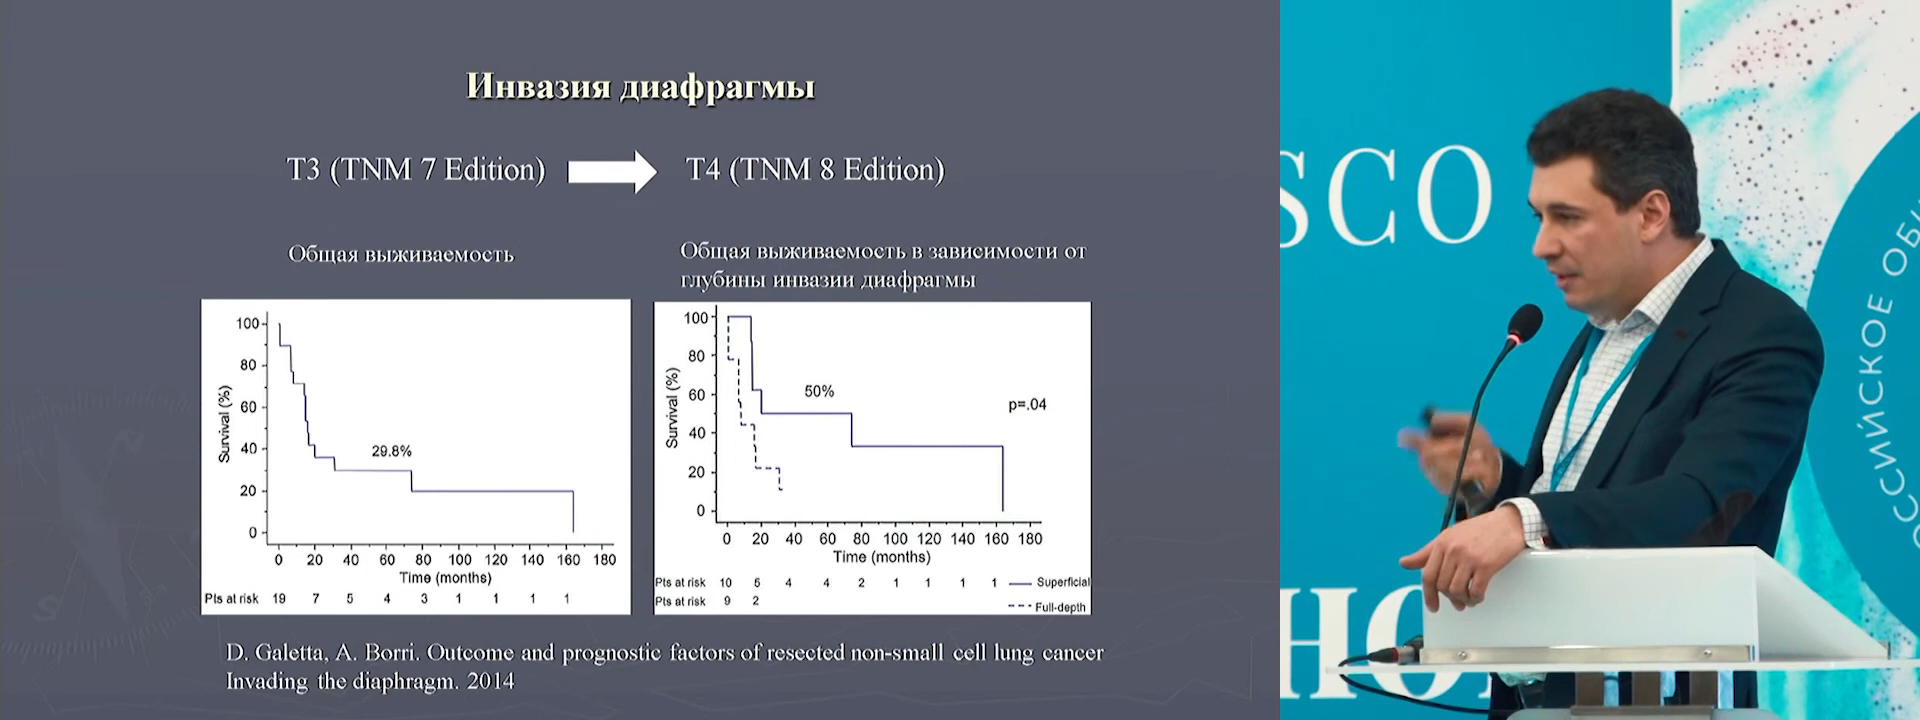 Инвазия диафрагмы
T3 (TNM 7 Edition)
T4 (TNM 8 Edition)
Общая выживаемость
Общая выживаемость в зависимости от
глубины инвазии диафрагмы
Survival (%)
100
80
60
40
20
0
29.8%
0 20 40 60 80 100 120 140 160 180
Time (months)
Pts at risk 19 7 5 4 3 1 1 1 1
Survival (%)
100
80
60
40
20
0
50%
p=.04
0 20 40 60 80 100 120 140 160 180
Time (months)
Pts at risk 10 5 4 4 2 1 1 1 1 Superficial
Pts at risk 9 2
Full-depth
D. Galetta, A. Borri. Outcome and prognostic factors of resected non-small cell lung cancer
Invading the diaphragm. 2014
SCO
НО